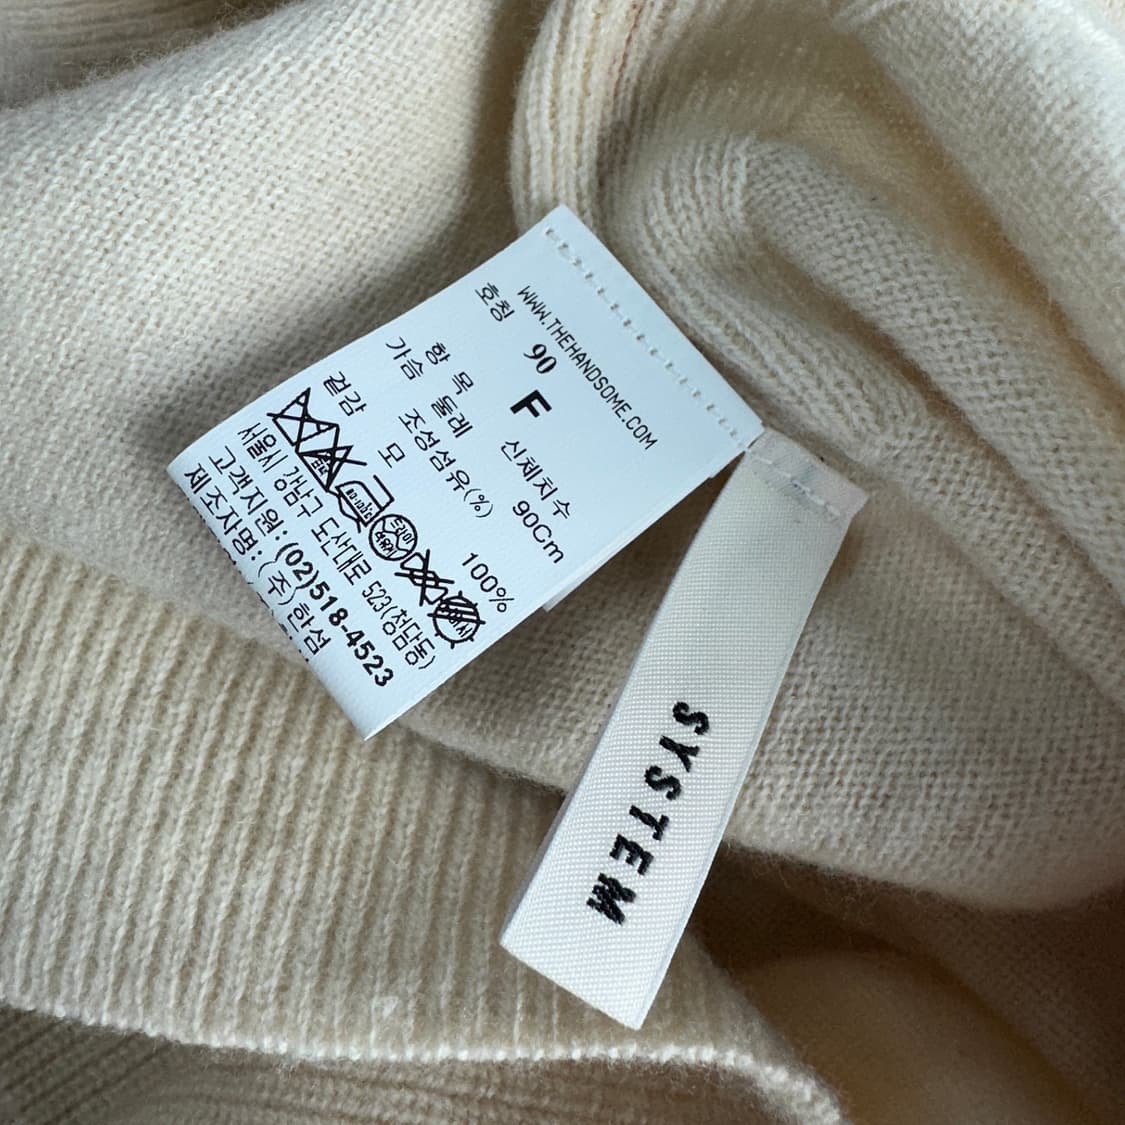 WWW.THEHANDSOME.COM
호칭 90 F
항 목 신체치수
가슴 둘레 90Cm
조성섬유(%)
겉감 모 100%
서울시 강남구 도산대로 523(청담동)
고객지원: (02)518-4523
제조자명: (주)한섬
SYSTEM